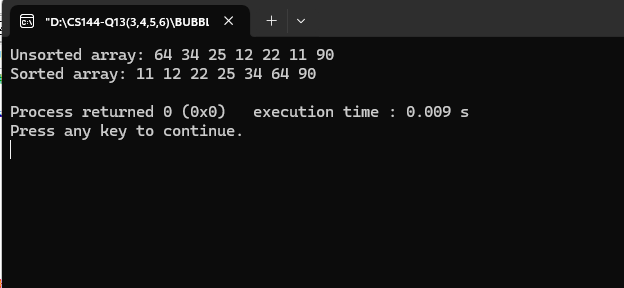 "D:\CS144-Q13(3,4,5,6)\BUBBL
Unsorted array: 64 34 25 12 22 11 90
Sorted array: 11 12 22 25 34 64 90
Process returned 0 (0x0)   execution time : 0.009 s
Press any key to continue.